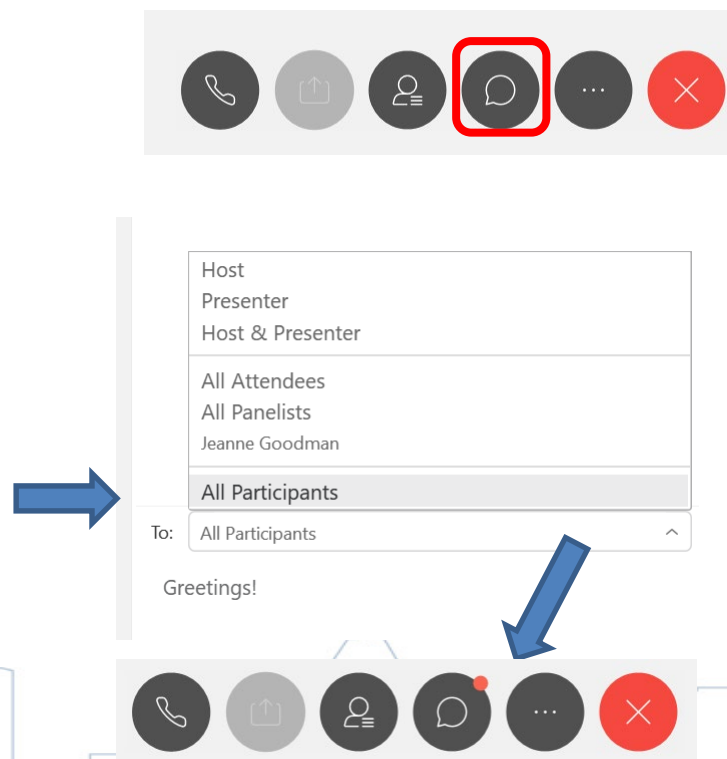 Host
Presenter
Host & Presenter
All Attendees
All Panelists
Jeanne Goodman
All Participants
To: All Participants
Greetings!